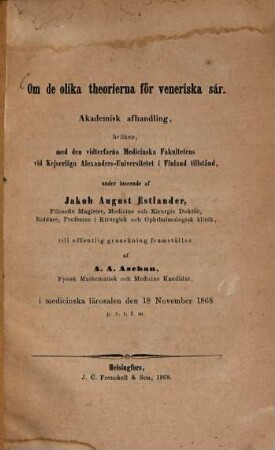 Om de olika theorierna för veneriska sår.
Akademisk afhandling,
hvilken,
med den vidterfarna Medicinska Fakultetens
vid Kejserliga Alexanders-Universitetet i Finland tillstånd,
under inseende af
Jakob August Estlander,
Filosofie Magister, Medicine och Kirurgie Doktor,
Riddare, Professor i Kirurgisk och Ophthalmologisk klinik,
till offentlig granskning framställes
af
A. A. Aschan,
Fysisk Mathematisk och Medicine Kandidat,
i medicinska lärosalen den 18 November 1868
p. v. t. f. m.
Helsingfors,
J. C. Frenckell & Son, 1868.